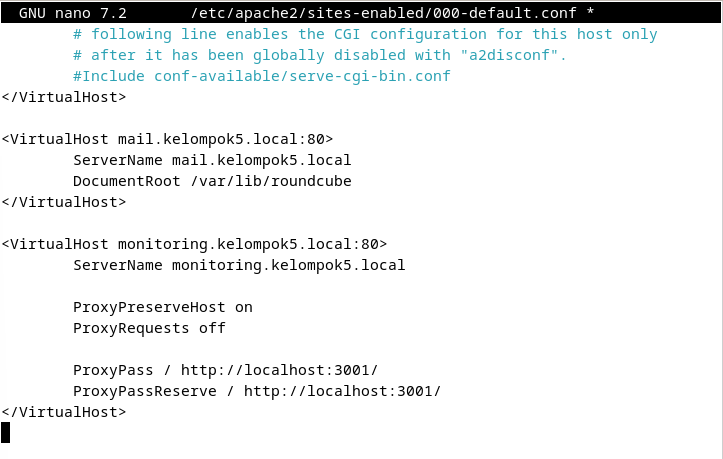 GNU nano 7.2 /etc/apache2/sites-enabled/000-default.conf *
# following line enables the CGI configuration for this host only
# after it has been globally disabled with "a2disconf".
#Include conf-available/serve-cgi-bin.conf
</VirtualHost>
<VirtualHost mail.kelompok5.local:80>
ServerName mail.kelompok5.local
DocumentRoot /var/lib/roundcube
</VirtualHost>
<VirtualHost monitoring.kelompok5.local:80>
ServerName monitoring.kelompok5.local
ProxyPreserveHost on
ProxyRequests off
ProxyPass / http://localhost:3001/
ProxyPassReserve / http://localhost:3001/
</VirtualHost>